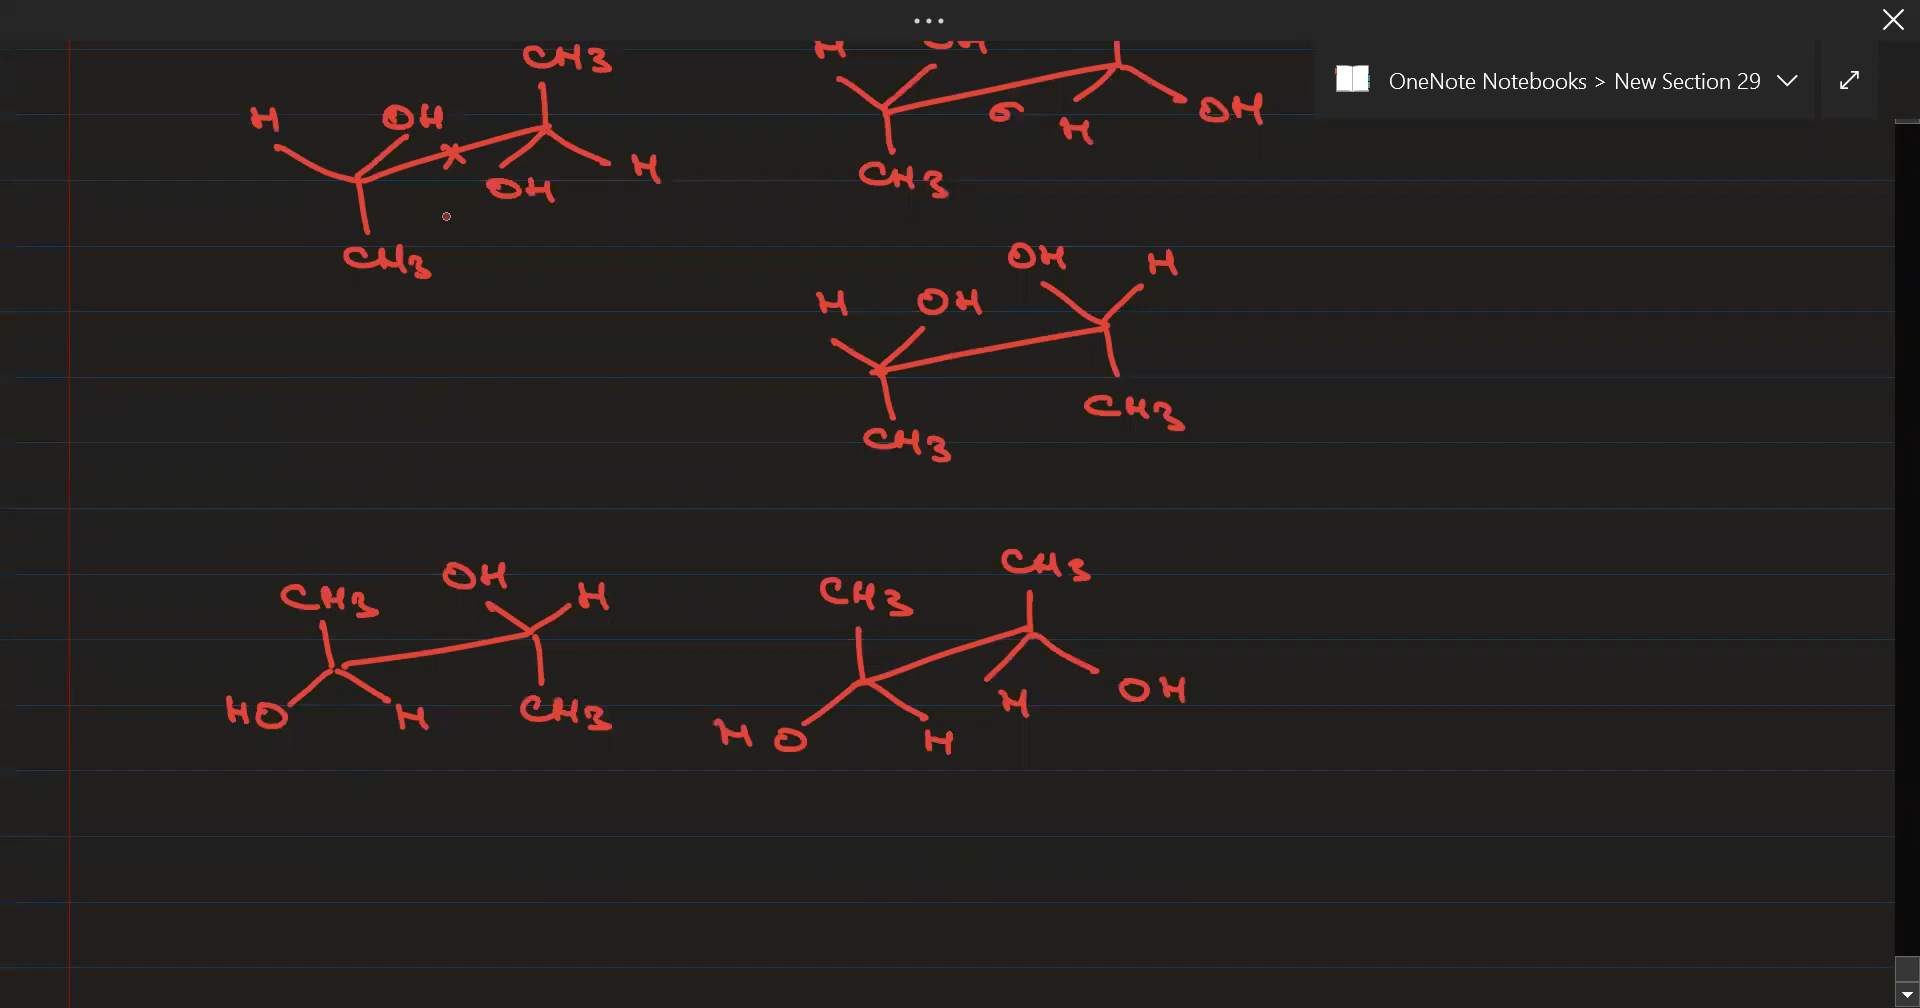 OneNote Notebooks > New Section 29
CH3
H OH
OH H
CH3
H OH
H OH
σ
CH3
OH H
H OH
CH3
CH3
CH3 OH H
HO H CH3
CH3
CH3
H OH
HO H